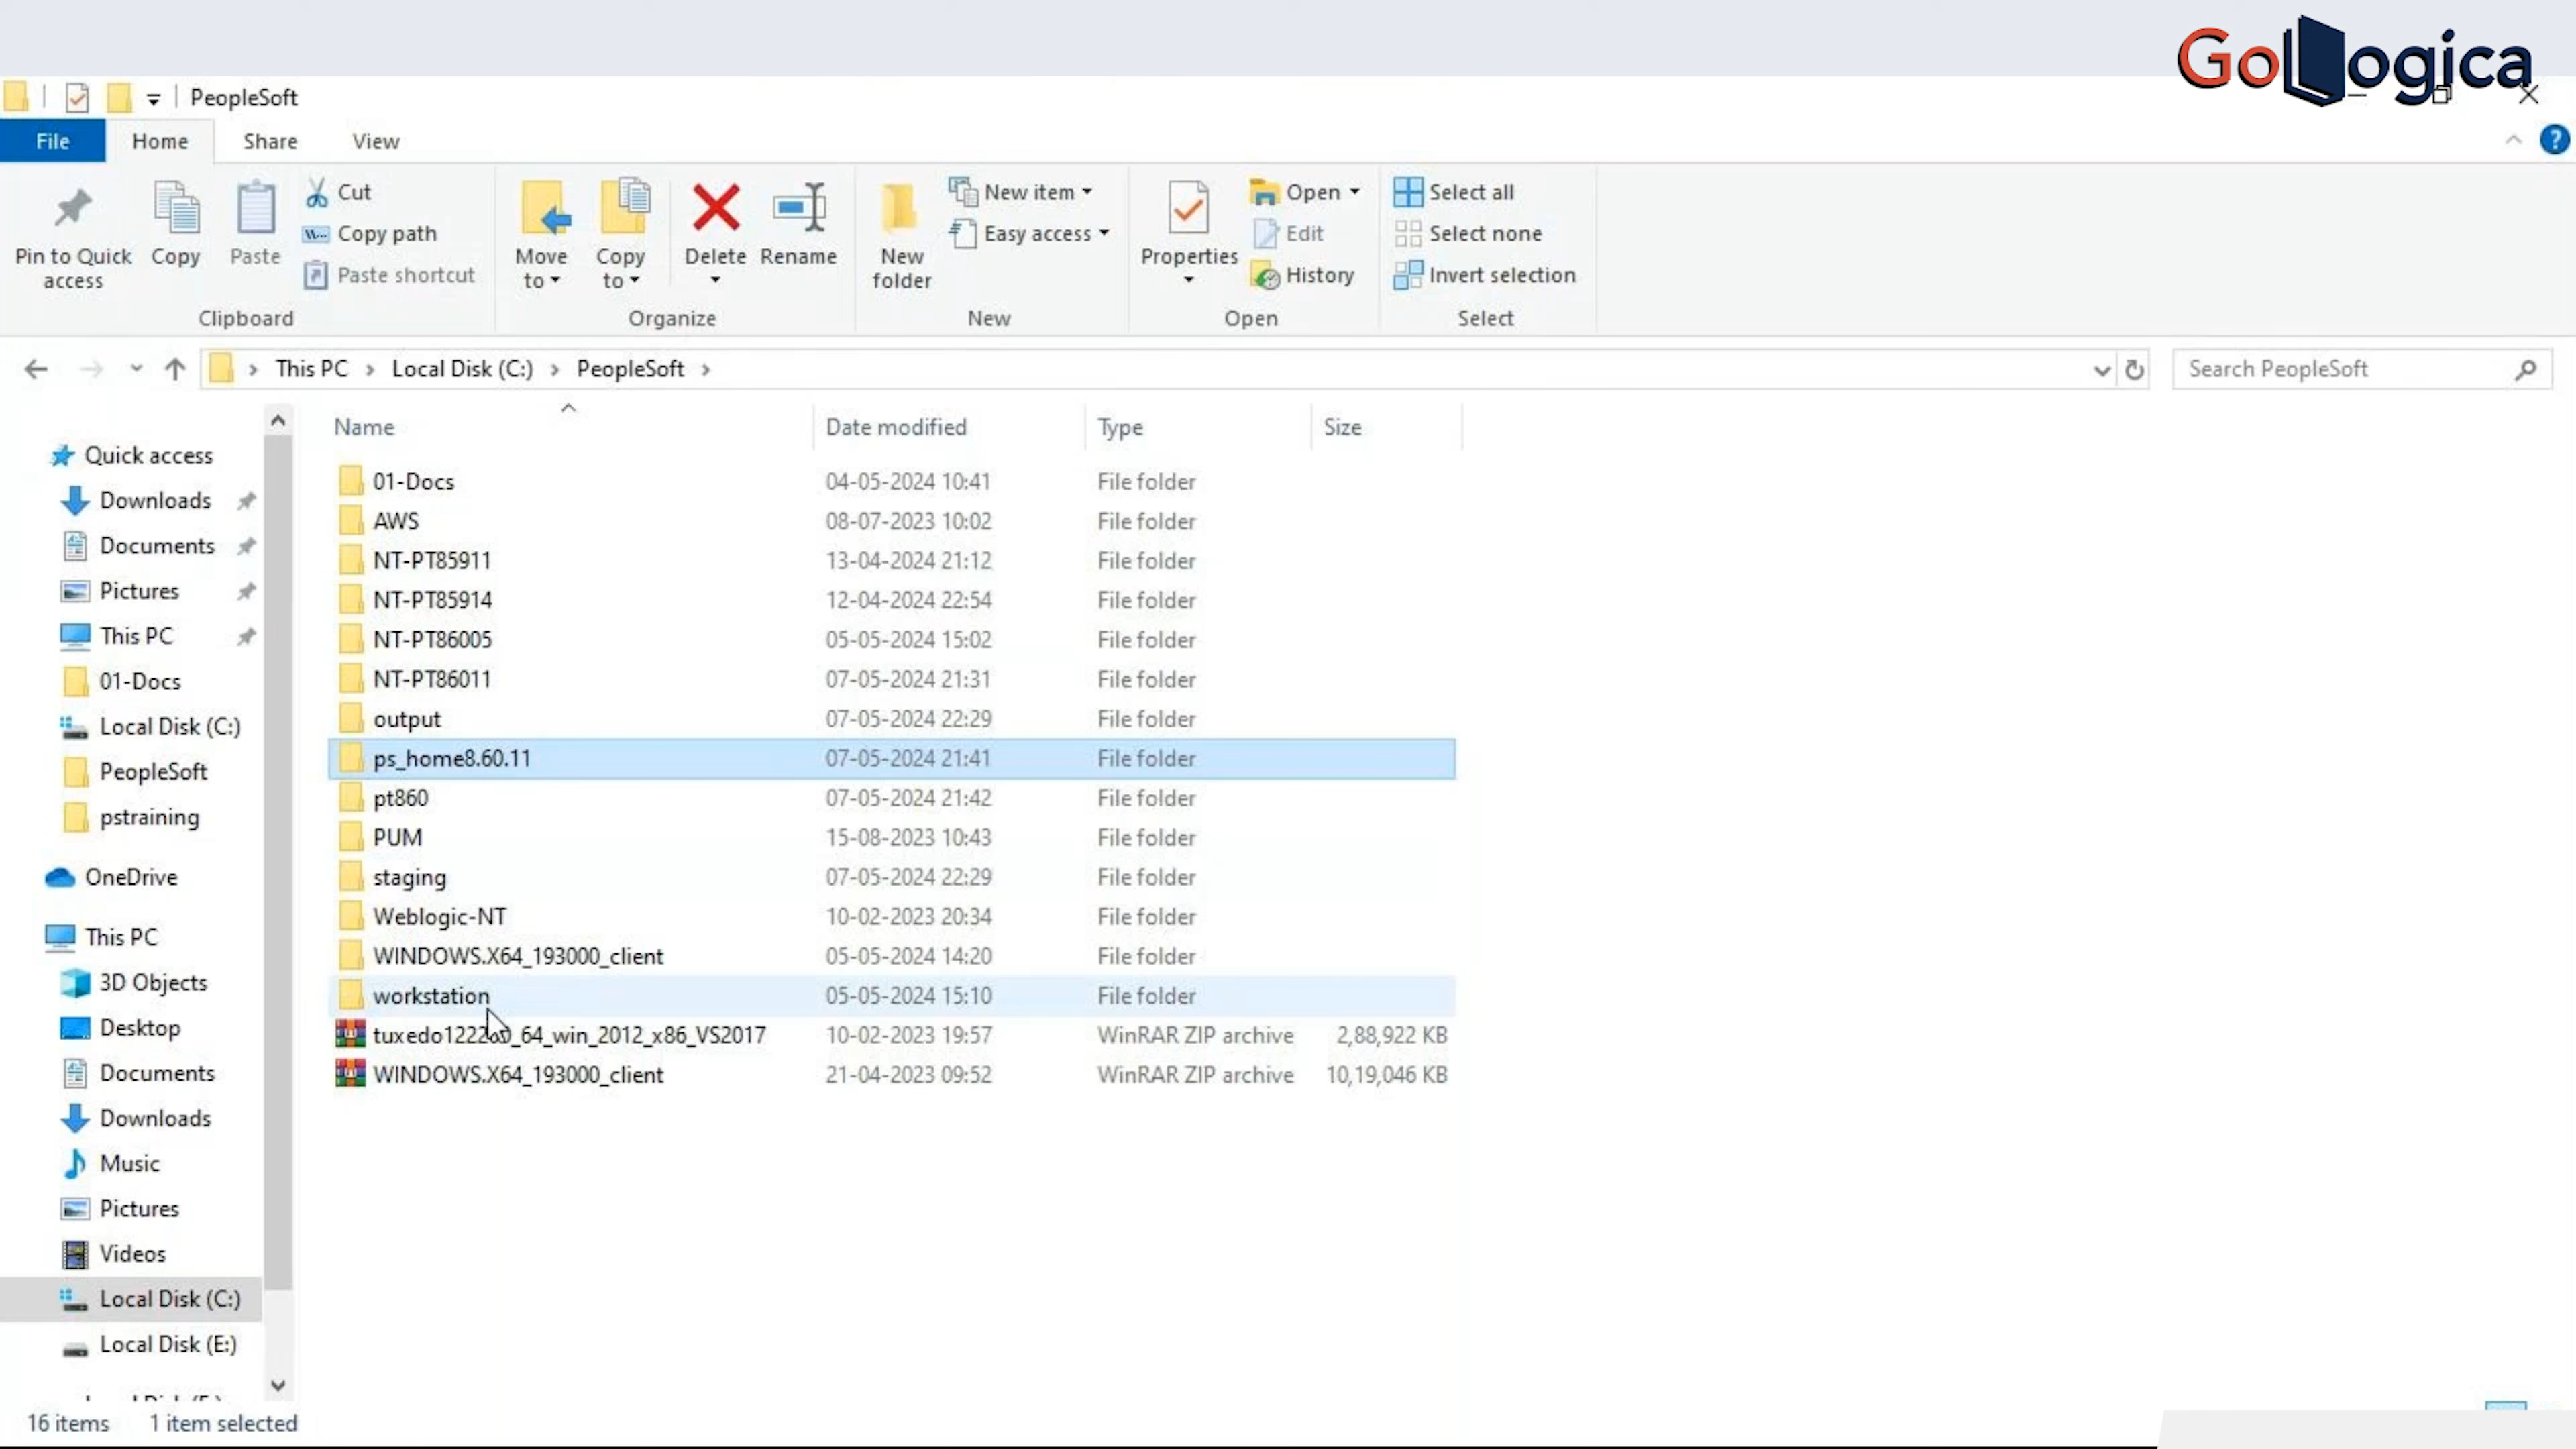 GoLogica
PeopleSoft
File Home Share View
Pin to Quick access
Copy
Paste
Cut
Copy path
Paste shortcut
Clipboard
Move to
Copy to
Delete
Rename
Organize
New folder
New item
Easy access
New
Properties
Open
Edit
History
Open
Select all
Select none
Invert selection
Select
This PC > Local Disk (C:) > PeopleSoft >
Search PeopleSoft
Quick access
Downloads
Documents
Pictures
This PC
01-Docs
Local Disk (C:)
PeopleSoft
pstraining
OneDrive
This PC
3D Objects
Desktop
Documents
Downloads
Music
Pictures
Videos
Local Disk (C:)
Local Disk (E:)
Name Date modified Type Size
01-Docs 04-05-2024 10:41 File folder
AWS 08-07-2023 10:02 File folder
NT-PT85911 13-04-2024 21:12 File folder
NT-PT85914 12-04-2024 22:54 File folder
NT-PT86005 05-05-2024 15:02 File folder
NT-PT86011 07-05-2024 21:31 File folder
output 07-05-2024 22:29 File folder
ps_home8.60.11 07-05-2024 21:41 File folder
pt860 07-05-2024 21:42 File folder
PUM 15-08-2023 10:43 File folder
staging 07-05-2024 22:29 File folder
Weblogic-NT 10-02-2023 20:34 File folder
WINDOWS.X64_193000_client 05-05-2024 14:20 File folder
workstation 05-05-2024 15:10 File folder
10-02-2023 19:57 WinRAR ZIP archive 2,88,922 KB
WINDOWS.X64_193000_client 21-04-2023 09:52 WinRAR ZIP archive 10,19,046 KB
16 items 1 item selected